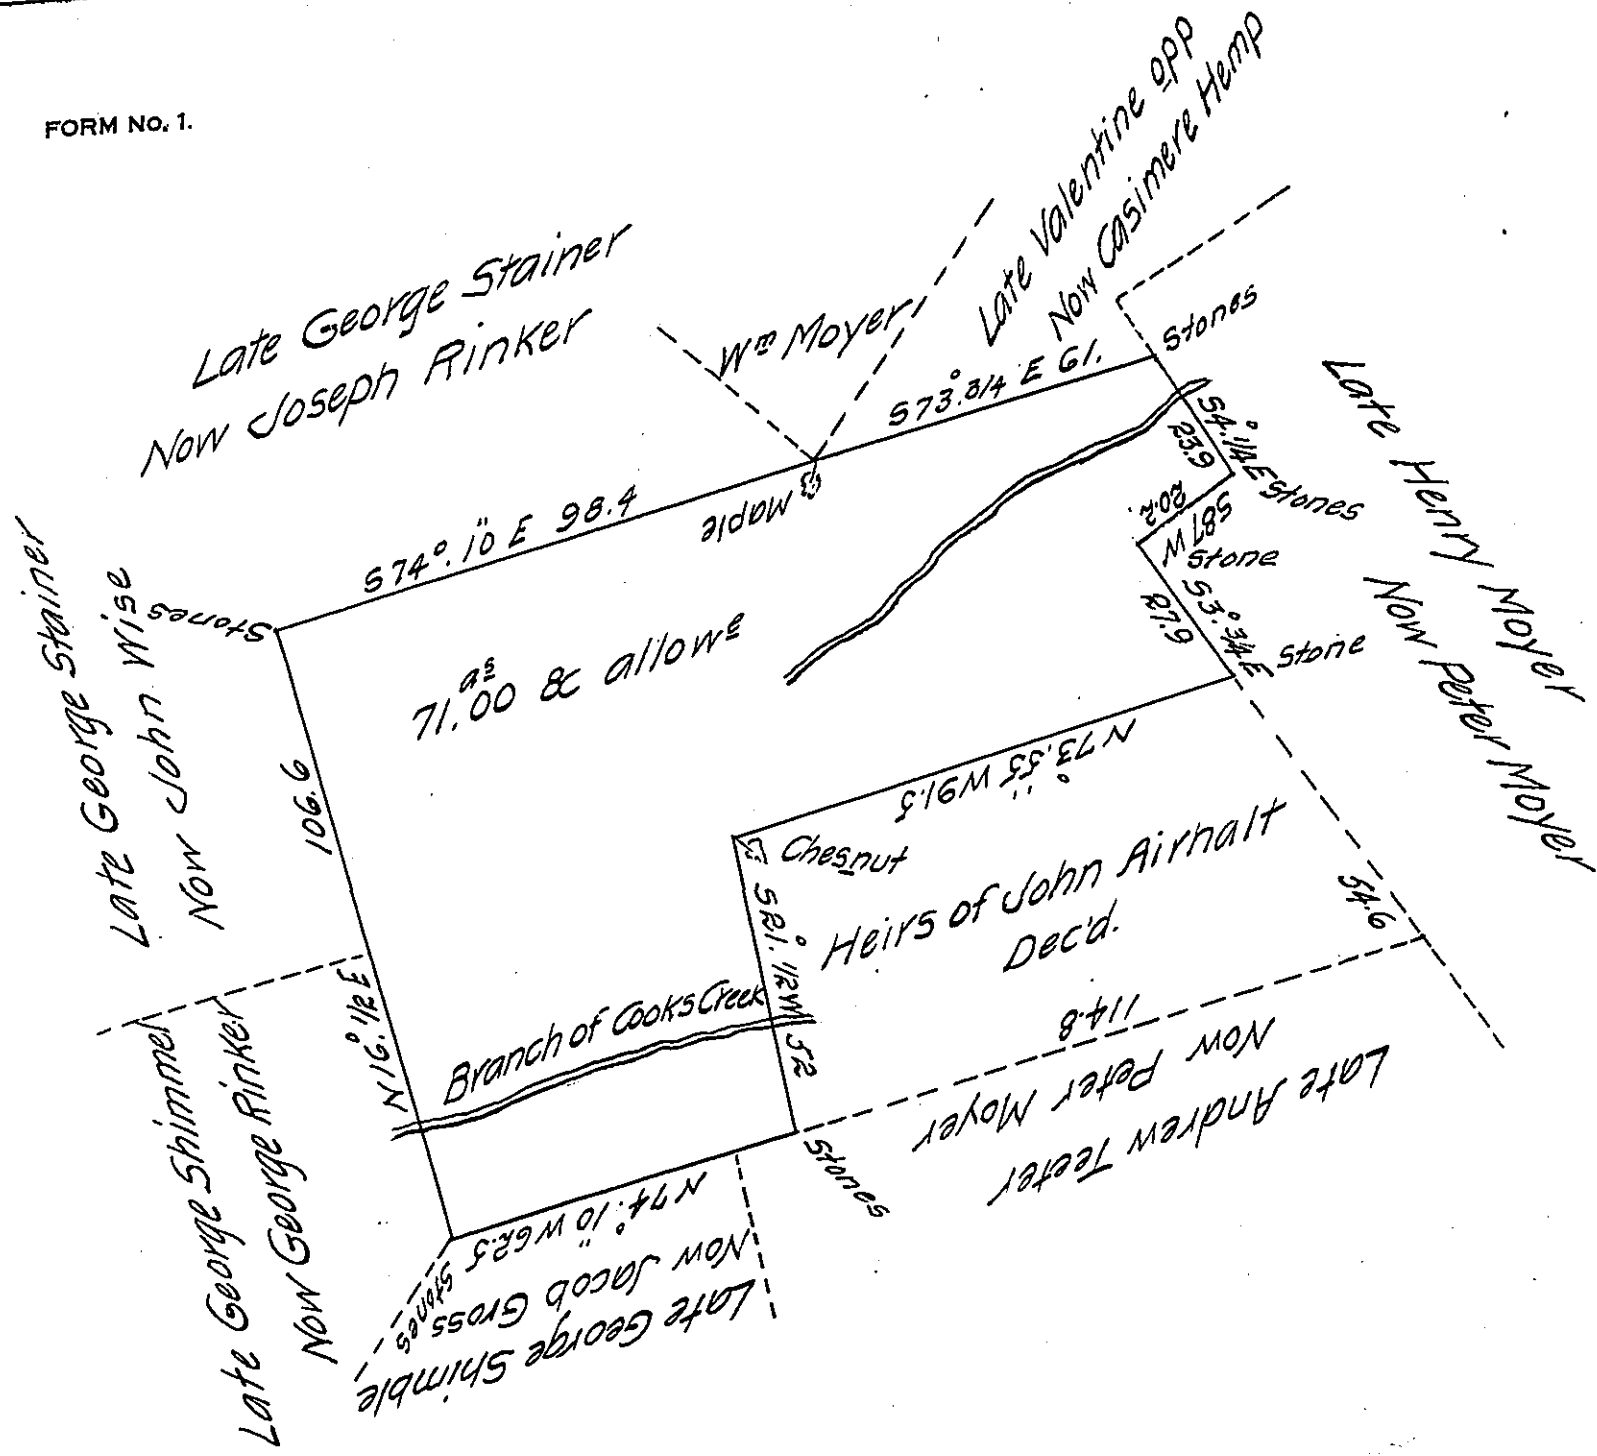 FORM No. 1.
Late George Stainer
Now Joseph Rinker
Wm Moyer
Late Valentine opp
Now Casimere Hemp
S73.°3/4 E 61.
Stones
S4.°1/4 E
23.9
Stones
20.2.
S87 W
Stone
S3.°3/4 E
27.9
Stone
Late Henry Moyer
Now Peter Moyer
S74°.10 E 98.4
Maple
Stones
Late George Stainer
Now John Wise
71.00 as & allows
106.6
N16.°1/2 E
N73.°55 W91.5
Chesnut
S21.°1/2 W 52
Heirs of John Airhalt
Dec'd.
54.6
114.8
Branch of Cooks Creek
Late George Shimmel
Now George Rinker
Stones
Now Peter Moyer
Late Andrew Teeter
N74°.10 W62.5
Stones
Now Jacob Gross
Late George Shimble